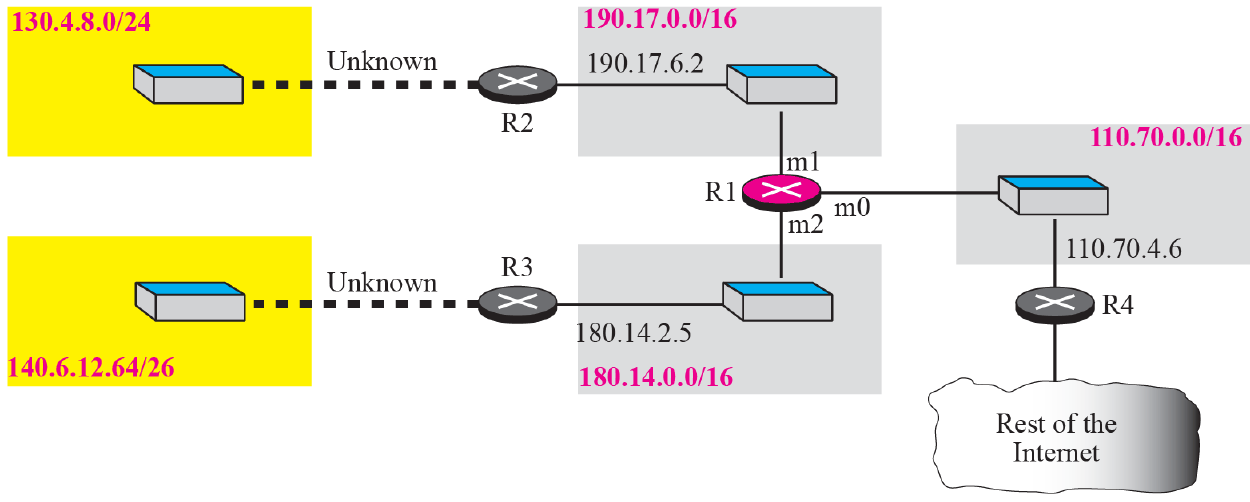 130.4.8.0/24
Unknown
R2
190.17.0.0/16
190.17.6.2
m1
R1
m0
m2
110.70.0.0/16
110.70.4.6
R4
Rest of the
Internet
Unknown
R3
140.6.12.64/26
180.14.2.5
180.14.0.0/16